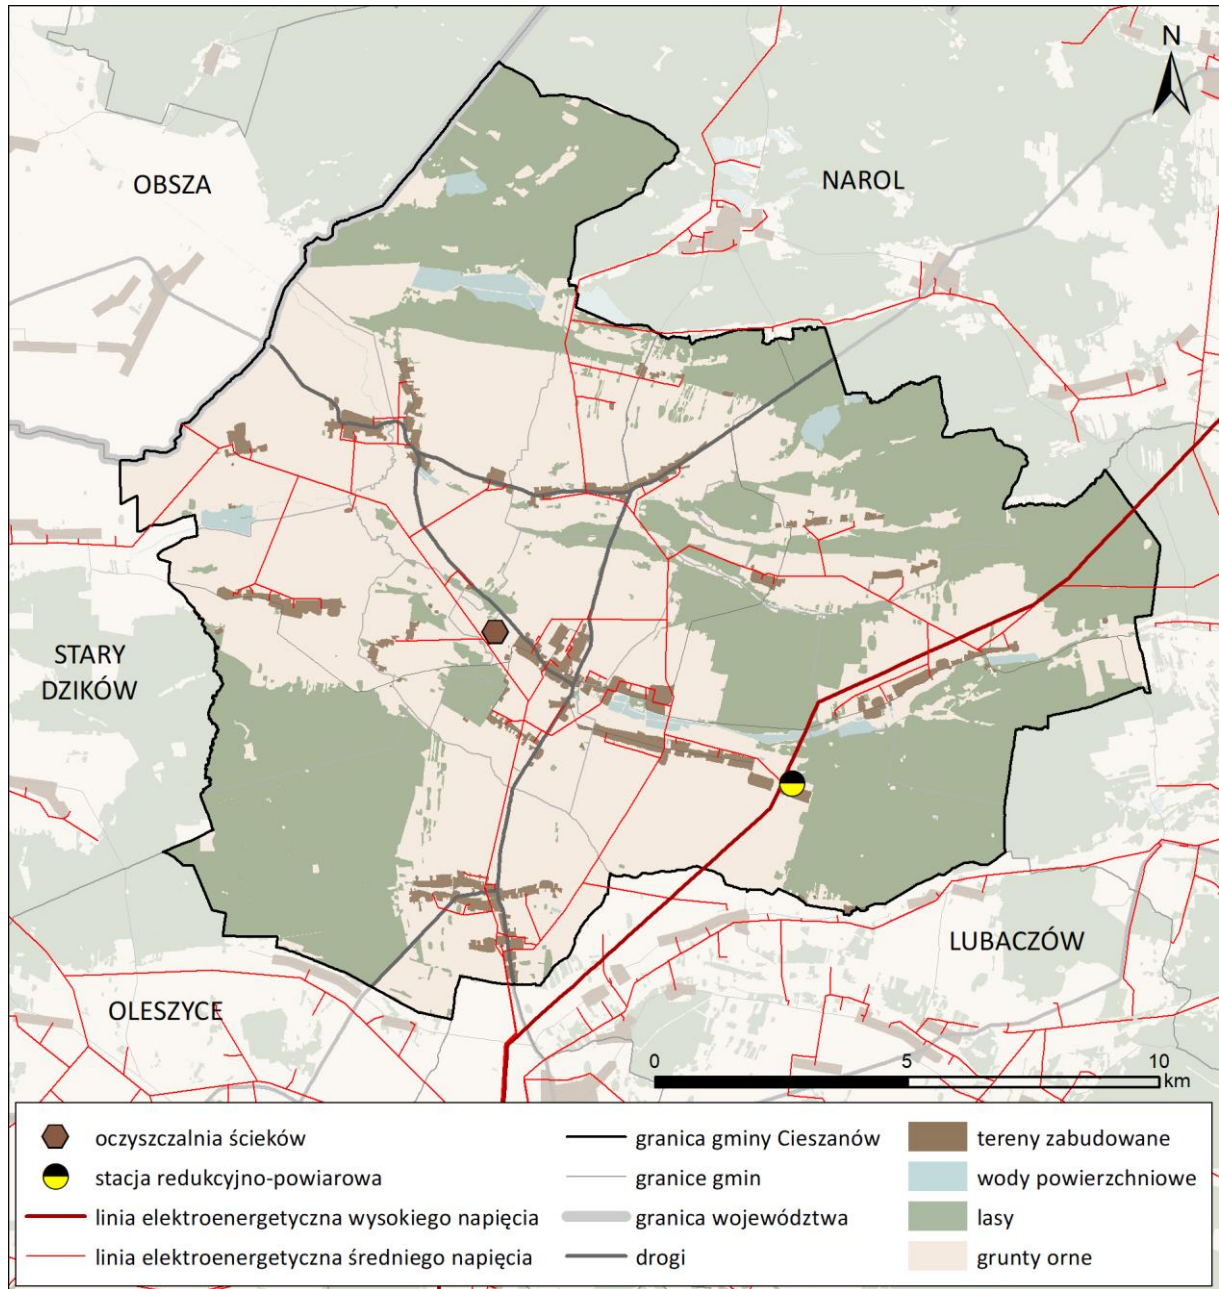 N
OBSZA
NAROL
STARY
DZIKÓW
LUBACZÓW
OLESZYCE
0 5 10
km
oczyszczalnia ścieków
stacja redukcyjno-powiarowa
linia elektroenergetyczna wysokiego napięcia
linia elektroenergetyczna średniego napięcia
granica gminy Cieszanów
granice gmin
granica województwa
drogi
tereny zabudowane
wody powierzchniowe
lasy
grunty orne